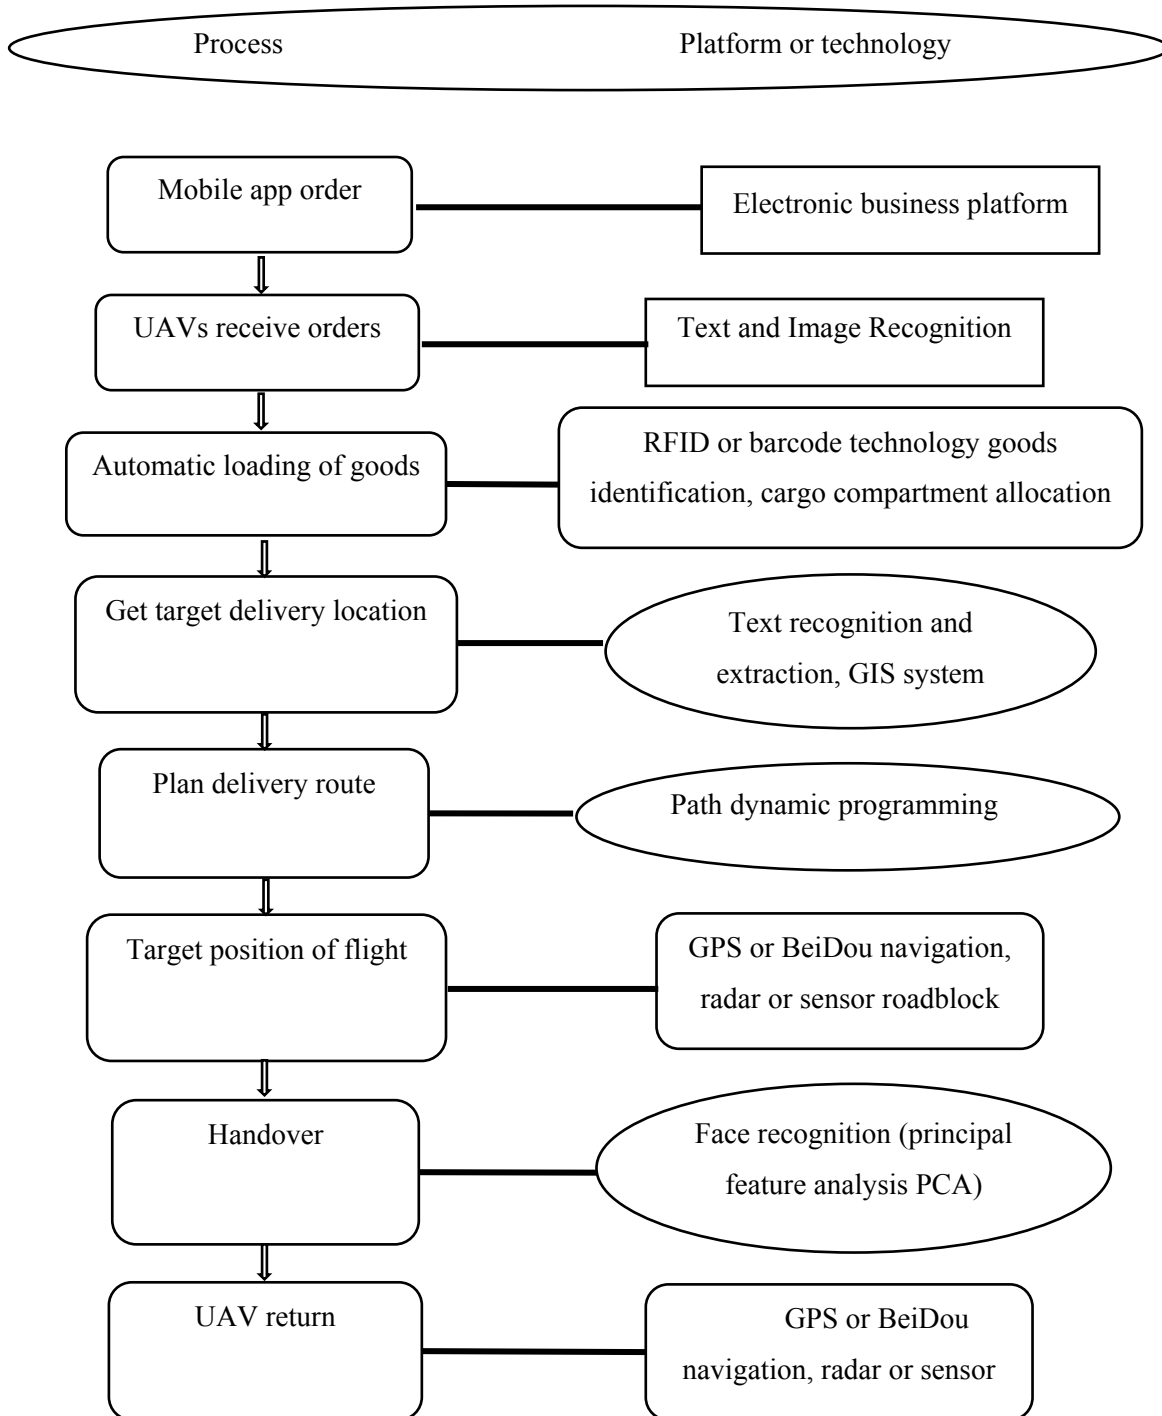 Process
Platform or technology
Mobile app order
Electronic business platform
UAVs receive orders
Text and Image Recognition
Automatic loading of goods
RFID or barcode technology goods
identification, cargo compartment allocation
Get target delivery location
Text recognition and
extraction, GIS system
Plan delivery route
Path dynamic programming
Target position of flight
GPS or BeiDou navigation,
radar or sensor roadblock
Handover
Face recognition (principal
feature analysis PCA)
UAV return
GPS or BeiDou
navigation, radar or sensor